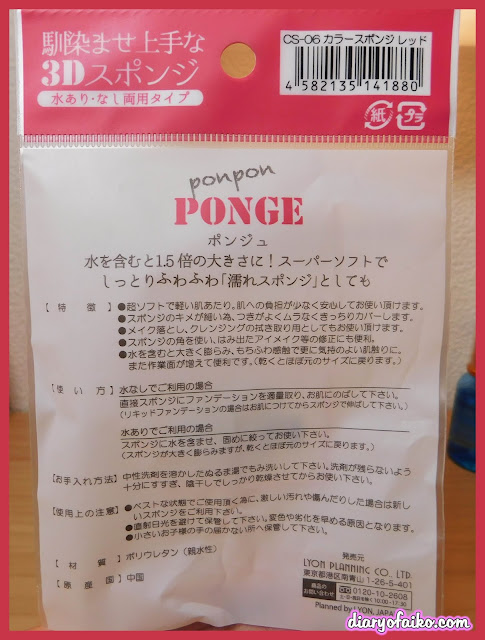 馴染ませ上手な
3Dスポンジ
水あり・なし両用タイプ
CS-06 カラースポンジ レッド
4 582135 141880
紙 プラ
ponpon
PONGE
ポンジュ
水を含むと1.5倍の大きさに！スーパーソフトで
しっとりふわふわ「濡れスポンジ」としても
【特徴】●超ソフトで軽い肌あたり。肌への負担が少なく安心してお使い頂けます。
●スポンジのキメが細い為、つきがよくムラなくきっちりカバーします。
●メイク落とし、クレンジングの拭き取り用としてもお使い頂けます。
●スポンジの角を使い、はみ出たアイメイク等の修正にも便利。
●水を含むと大きく膨らみ、もちふわ感触で更に気持のよい肌触りに。
また作業面が増えて便利です。（乾くとほぼ元のサイズに戻ります。）
【使い方】水なしでご利用の場合
直接スポンジにファンデーションを適量取り、お肌にのばして下さい。
（リキッドファンデーションの場合はお肌につけてからスポンジで伸ばして下さい。）
水ありでご利用の場合
スポンジに水を含ませ、固めに絞ってお使い下さい。
（スポンジが大きく膨らみますが、乾くとほぼ元のサイズに戻ります。）
【お手入れ方法】中性洗剤を溶かしたぬるま湯でもみ洗いして下さい。洗剤が残らないよう
十分にすすぎ、陰干しでしっかり乾燥させてからお使い下さい。
【使用上の注意】●ベストな状態でご使用頂く為に、激しい汚れや傷んだりした場合は新し
いスポンジをご利用下さい。
●直射日光を避けて保管して下さい。変色や劣化を早める原因となります。
●小さいお子様の手の届かない所へ保管して下さい。
【材質】ポリウレタン（親水性）
【原産国】中国
発売元
LYON PLANNING CO., LTD.
東京都港区南青山1-26-5-401
商品の
お問い合わせ 0120-10-2608
土・日・祝日を除く 10:00-17:30
Planned by LYON, JAPAN
diaryofaiko.com